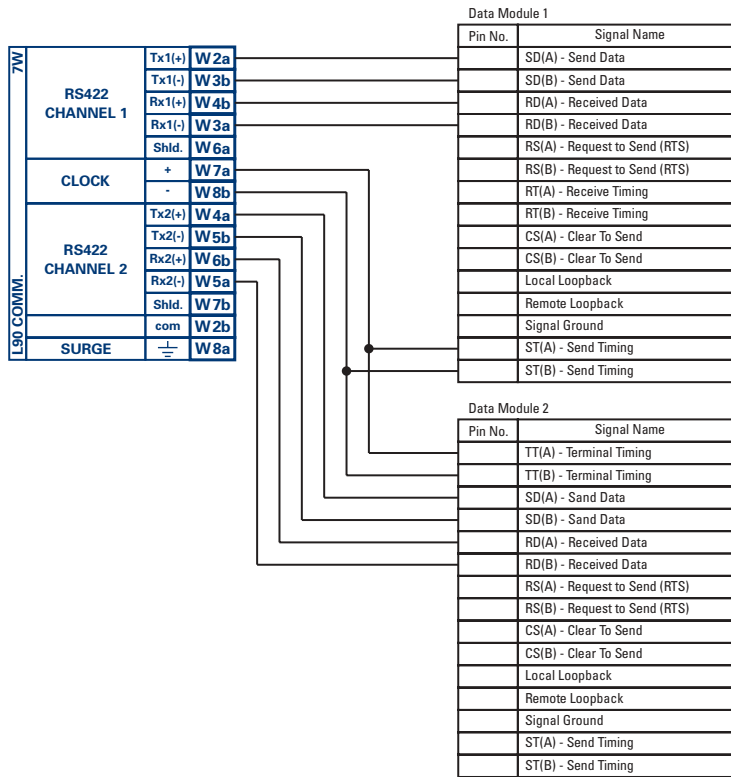 Data Module 1
Pin No. Signal Name
7W
L90 COMM.
RS422
CHANNEL 1
Tx1(+) W2a
Tx1(-) W3b
Rx1(+) W4b
Rx1(-) W3a
Shld. W6a
CLOCK
+ W7a
- W8b
RS422
CHANNEL 2
Tx2(+) W4a
Tx2(-) W5b
Rx2(+) W6b
Rx2(-) W5a
Shld. W7b
com W2b
SURGE W8a
SD(A) - Send Data
SD(B) - Send Data
RD(A) - Received Data
RD(B) - Received Data
RS(A) - Request to Send (RTS)
RS(B) - Request to Send (RTS)
RT(A) - Receive Timing
RT(B) - Receive Timing
CS(A) - Clear To Send
CS(B) - Clear To Send
Local Loopback
Remote Loopback
Signal Ground
ST(A) - Send Timing
ST(B) - Send Timing
Data Module 2
Pin No. Signal Name
TT(A) - Terminal Timing
TT(B) - Terminal Timing
SD(A) - Sand Data
SD(B) - Sand Data
RD(A) - Received Data
RD(B) - Received Data
RS(A) - Request to Send (RTS)
RS(B) - Request to Send (RTS)
CS(A) - Clear To Send
CS(B) - Clear To Send
Local Loopback
Remote Loopback
Signal Ground
ST(A) - Send Timing
ST(B) - Send Timing